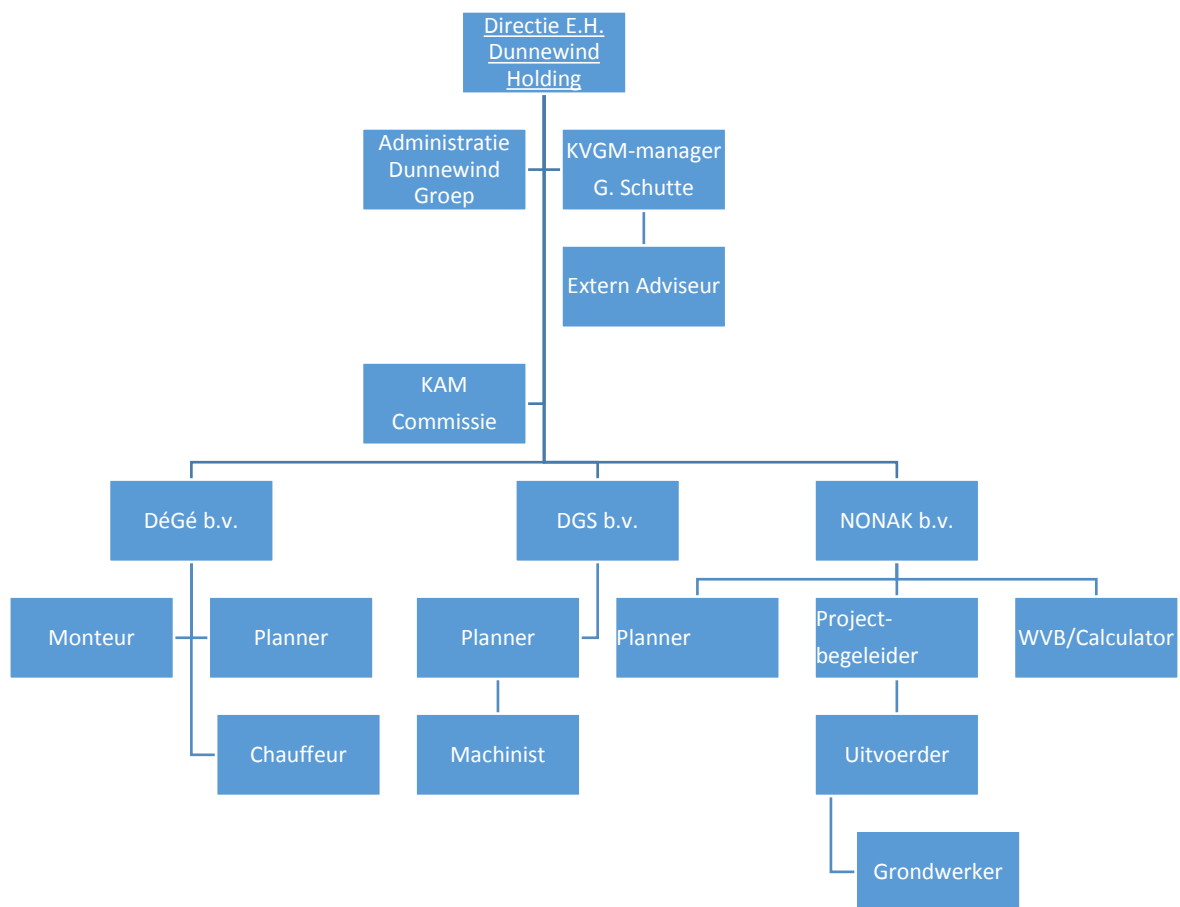 Directie E.H.
Dunnewind
Holding
Administratie
Dunnewind
Groep
KVGM-manager
G. Schutte
Extern Adviseur
KAM
Commissie
DéGé b.v.
DGS b.v.
NONAK b.v.
Monteur
Planner
Planner
Planner
Project-
begeleider
WVB/Calculator
Chauffeur
Machinist
Uitvoerder
Grondwerker